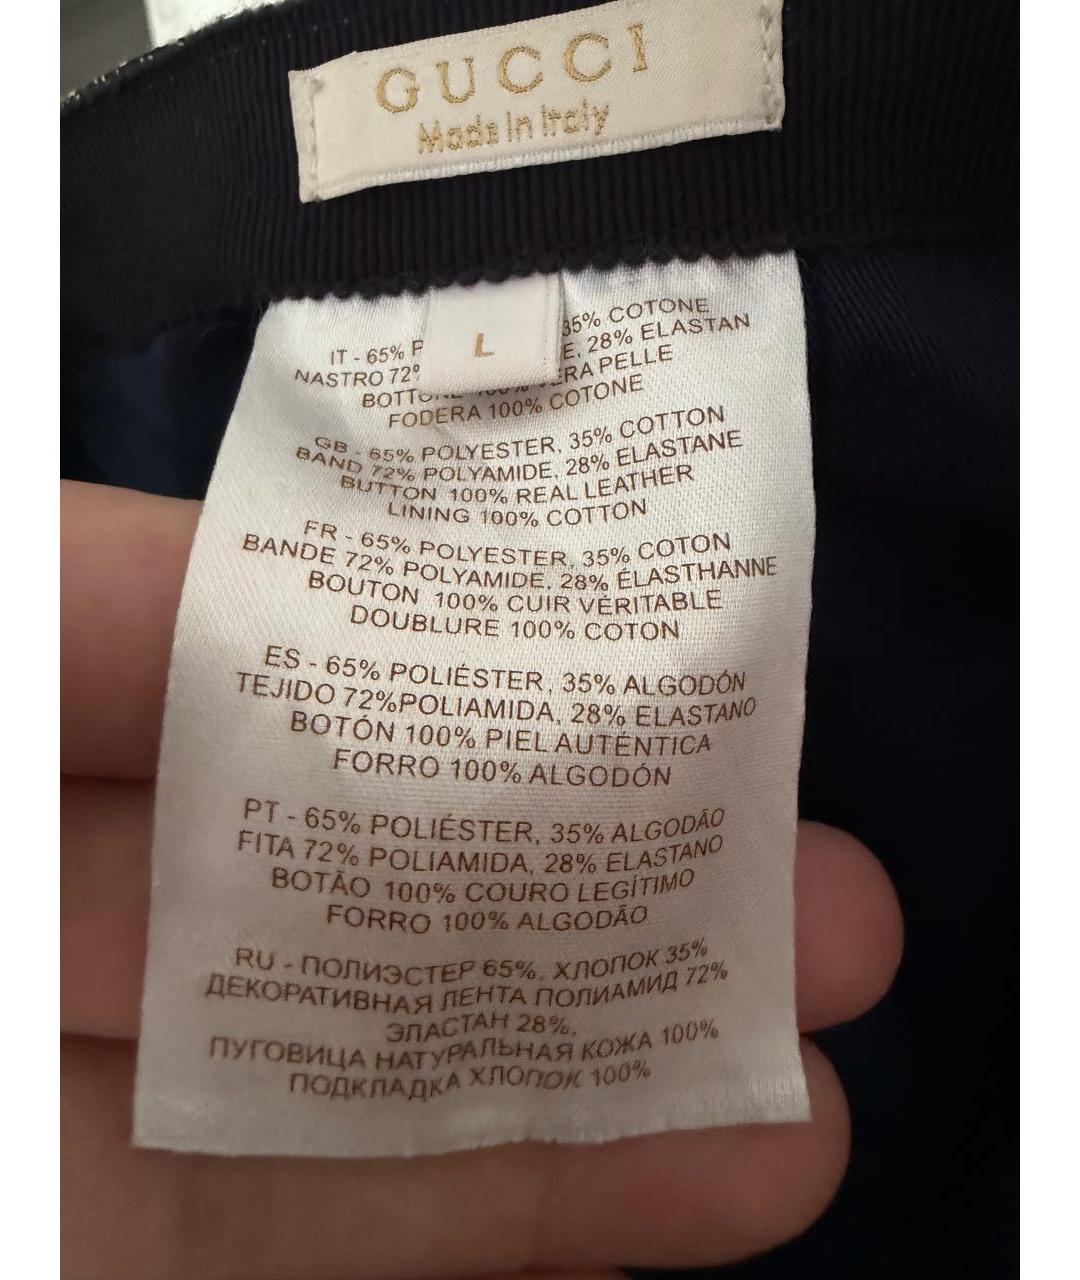 GUCCI
Made in Italy
L
IT - 65% 35% COTONE
NASTRO 72% 28% ELASTAN
100% VERA PELLE
FODERA 100% COTONE
GB - 65% POLYESTER, 35% COTTON
BAND 72% POLYAMIDE, 28% ELASTANE
BUTTON 100% REAL LEATHER
LINING 100% COTTON
FR - 65% POLYESTER, 35% COTON
BANDE 72% POLYAMIDE, 28% ÉLASTHANNE
BOUTON 100% CUIR VÉRITABLE
DOUBLURE 100% COTON
ES - 65% POLIÉSTER, 35% ALGODÓN
TEJIDO 72%POLIAMIDA, 28% ELASTANO
BOTÓN 100% PIEL AUTÉNTICA
FORRO 100% ALGODÓN
PT - 65% POLIÉSTER, 35% ALGODÃO
FITA 72% POLIAMIDA, 28% ELASTANO
BOTÃO 100% COURO LEGÍTIMO
FORRO 100% ALGODÃO
RU - ПОЛИЭСТЕР 65%, ХЛОПОК 35%
ДЕКОРАТИВНАЯ ЛЕНТА ПОЛИАМИД 72%
ЭЛАСТАН 28%,
ПУГОВИЦА НАТУРАЛЬНАЯ КОЖА 100%
ПОДКЛАДКА ХЛОПОК 100%